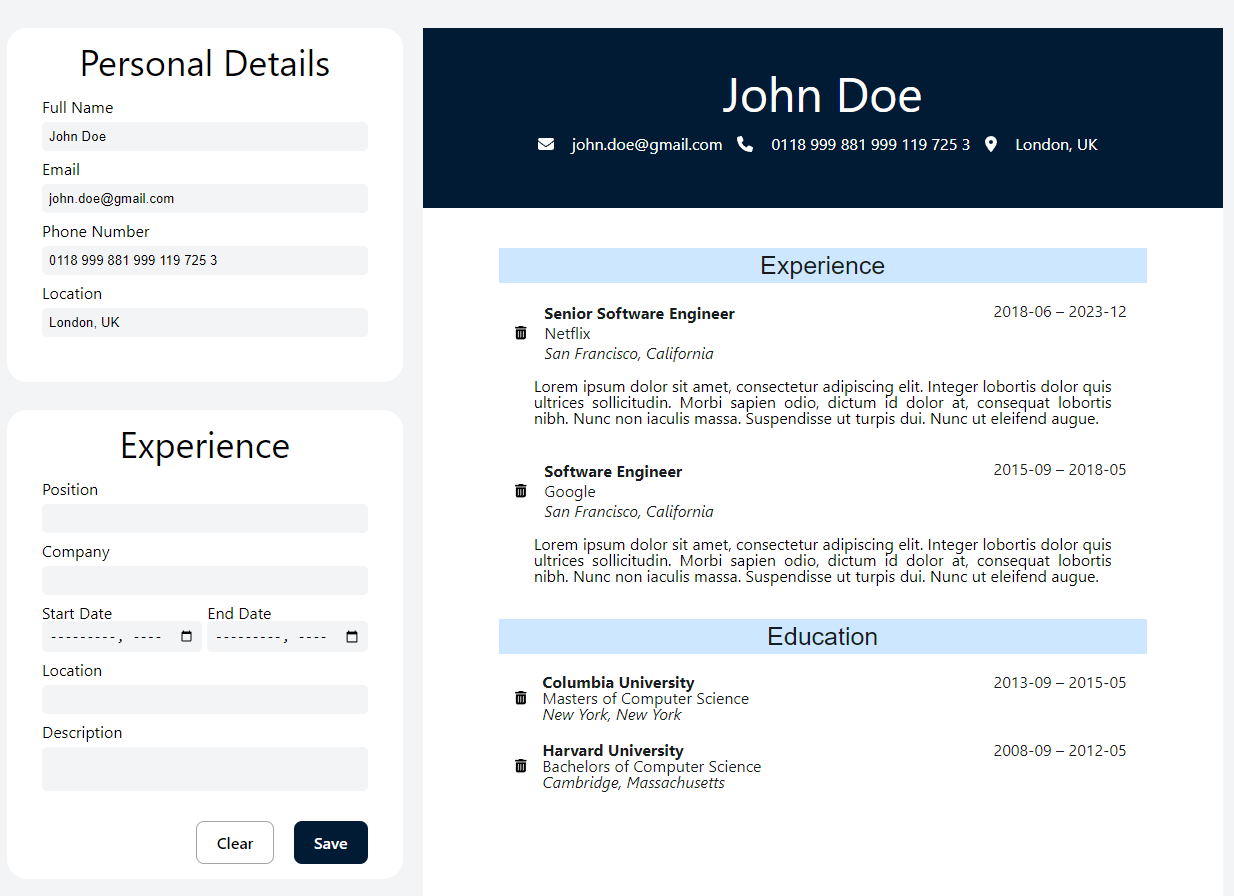 Personal Details
Full Name
John Doe
Email
john.doe@gmail.com
Phone Number
0118 999 881 999 119 725 3
Location
London, UK
Experience
Position
Company
Start Date End Date
---------, ---- ---------, ----
Location
Description
Clear Save
John Doe
john.doe@gmail.com 0118 999 881 999 119 725 3 London, UK
Experience
Senior Software Engineer 2018-06 – 2023-12
Netflix
San Francisco, California
Lorem ipsum dolor sit amet, consectetur adipiscing elit. Integer lobortis dolor quis
ultrices sollicitudin. Morbi sapien odio, dictum id dolor at, consequat lobortis
nibh. Nunc non iaculis massa. Suspendisse ut turpis dui. Nunc ut eleifend augue.
Software Engineer 2015-09 – 2018-05
Google
San Francisco, California
Lorem ipsum dolor sit amet, consectetur adipiscing elit. Integer lobortis dolor quis
ultrices sollicitudin. Morbi sapien odio, dictum id dolor at, consequat lobortis
nibh. Nunc non iaculis massa. Suspendisse ut turpis dui. Nunc ut eleifend augue.
Education
Columbia University 2013-09 – 2015-05
Masters of Computer Science
New York, New York
Harvard University 2008-09 – 2012-05
Bachelors of Computer Science
Cambridge, Massachusetts